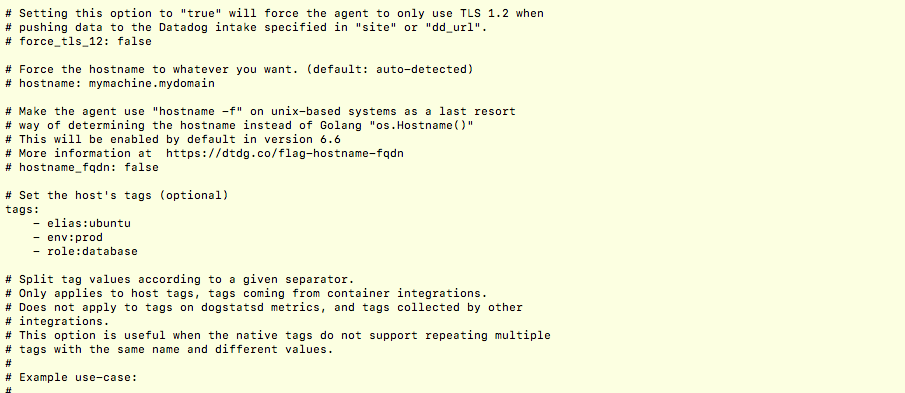 # Setting this option to "true" will force the agent to only use TLS 1.2 when
# pushing data to the Datadog intake specified in "site" or "dd_url".
# force_tls_12: false
# Force the hostname to whatever you want. (default: auto-detected)
# hostname: mymachine.mydomain
# Make the agent use "hostname -f" on unix-based systems as a last resort
# way of determining the hostname instead of Golang "os.Hostname()"
# This will be enabled by default in version 6.6
# More information at  https://dtdg.co/flag-hostname-fqdn
# hostname_fqdn: false
# Set the host's tags (optional)
tags:
    - elias:ubuntu
    - env:prod
    - role:database
# Split tag values according to a given separator.
# Only applies to host tags, tags coming from container integrations.
# Does not apply to tags on dogstatsd metrics, and tags collected by other
# integrations.
# This option is useful when the native tags do not support repeating multiple
# tags with the same name and different values.
#
# Example use-case:
#